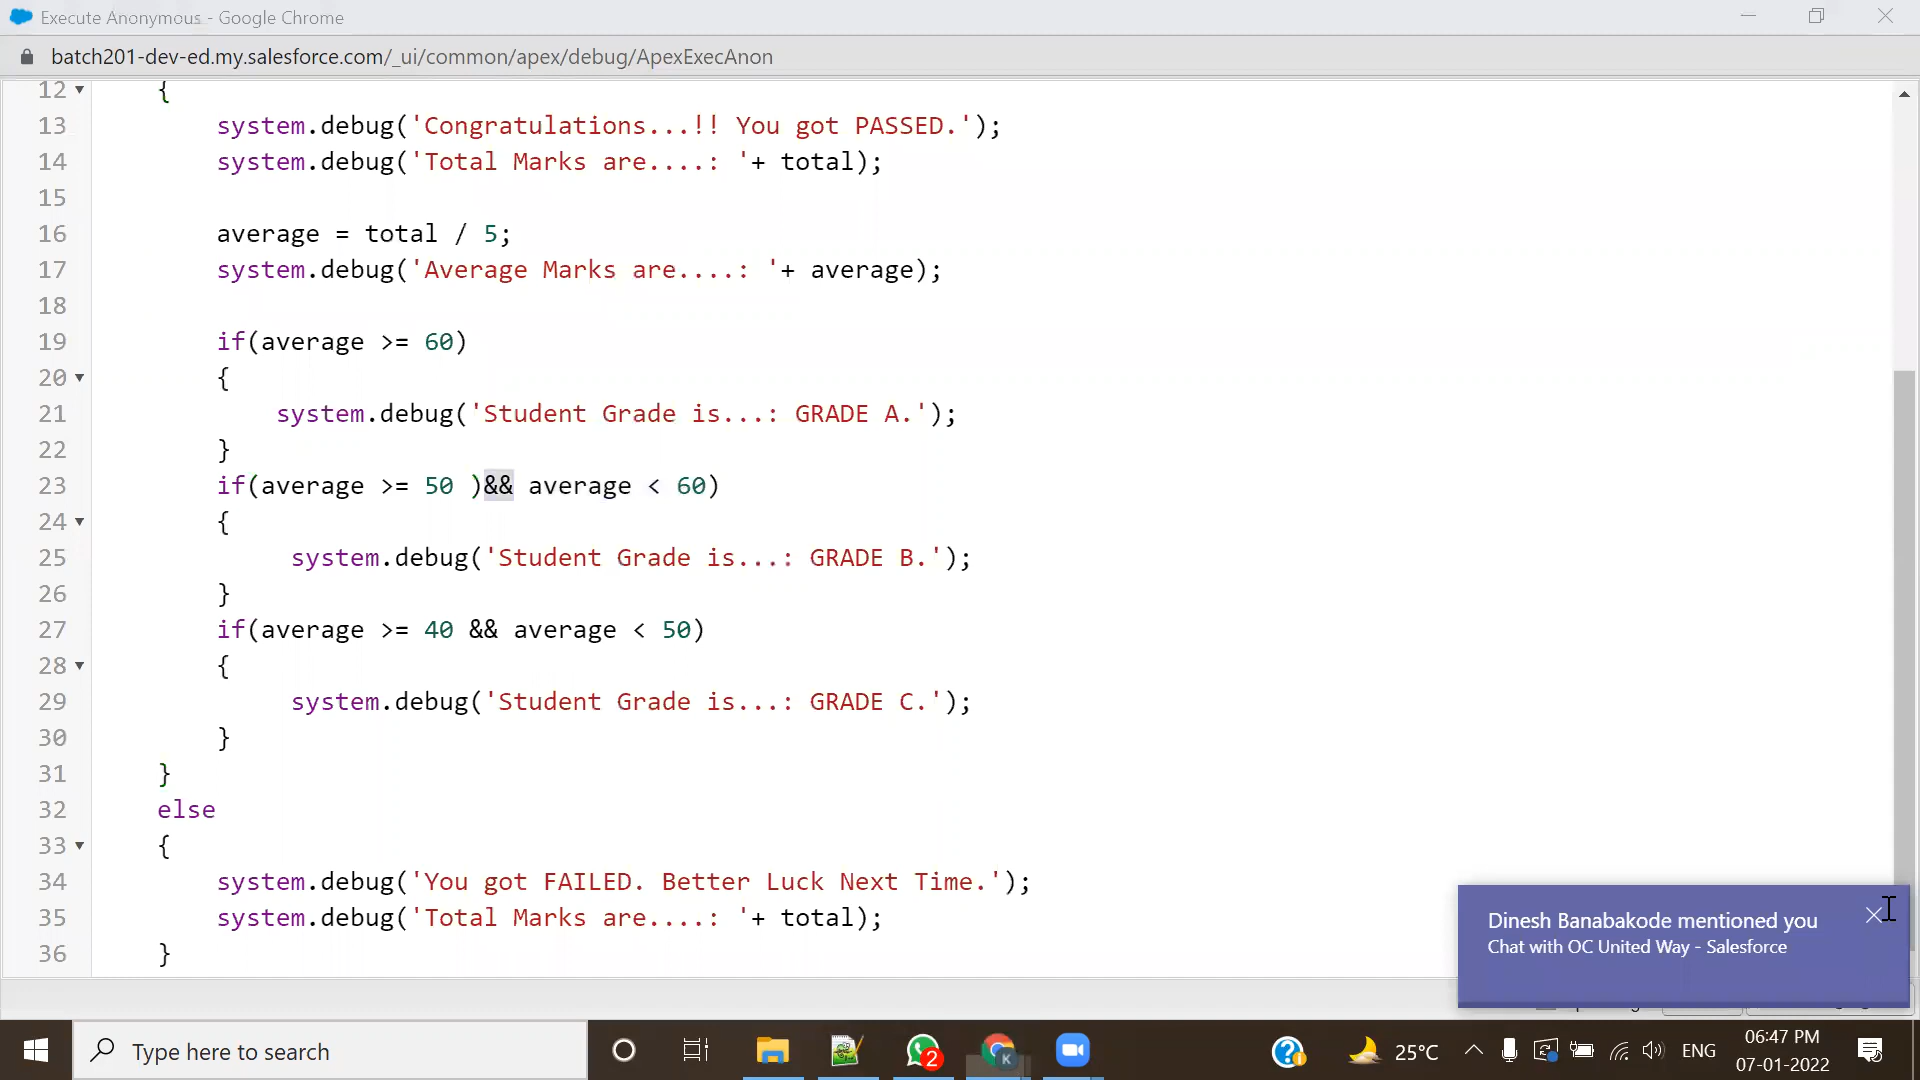 Execute Anonymous - Google Chrome
batch201-dev-ed.my.salesforce.com/_ui/common/apex/debug/ApexExecAnon
12 {
13 system.debug('Congratulations...!! You got PASSED.');
14 system.debug('Total Marks are....: '+ total);
15
16 average = total / 5;
17 system.debug('Average Marks are....: '+ average);
18
19 if(average >= 60)
20 {
21 system.debug('Student Grade is...: GRADE A.');
22 }
23 if(average >= 50 )&& average < 60)
24 {
25 system.debug('Student Grade is...: GRADE B.');
26 }
27 if(average >= 40 && average < 50)
28 {
29 system.debug('Student Grade is...: GRADE C.');
30 }
31 }
32 else
33 {
34 system.debug('You got FAILED. Better Luck Next Time.');
35 system.debug('Total Marks are....: '+ total);
36 }
Dinesh Banabakode mentioned you
Chat with OC United Way - Salesforce
Type here to search
2
K
25°C
ENG
06:47 PM
07-01-2022